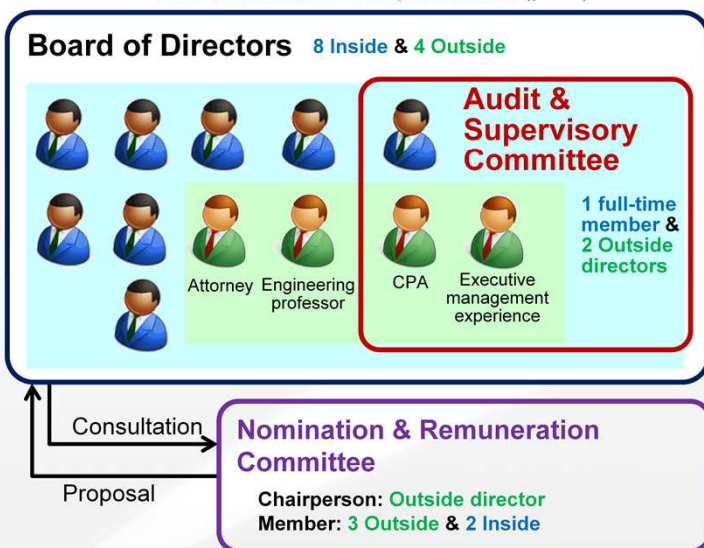 Board of Directors 8 Inside & 4 Outside
Audit &
Supervisory
Committee
1 full-time
member &
2 Outside
directors
Attorney
Engineering
professor
CPA
Executive
management
experience
Consultation
Proposal
Nomination & Remuneration
Committee
Chairperson: Outside director
Member: 3 Outside & 2 Inside